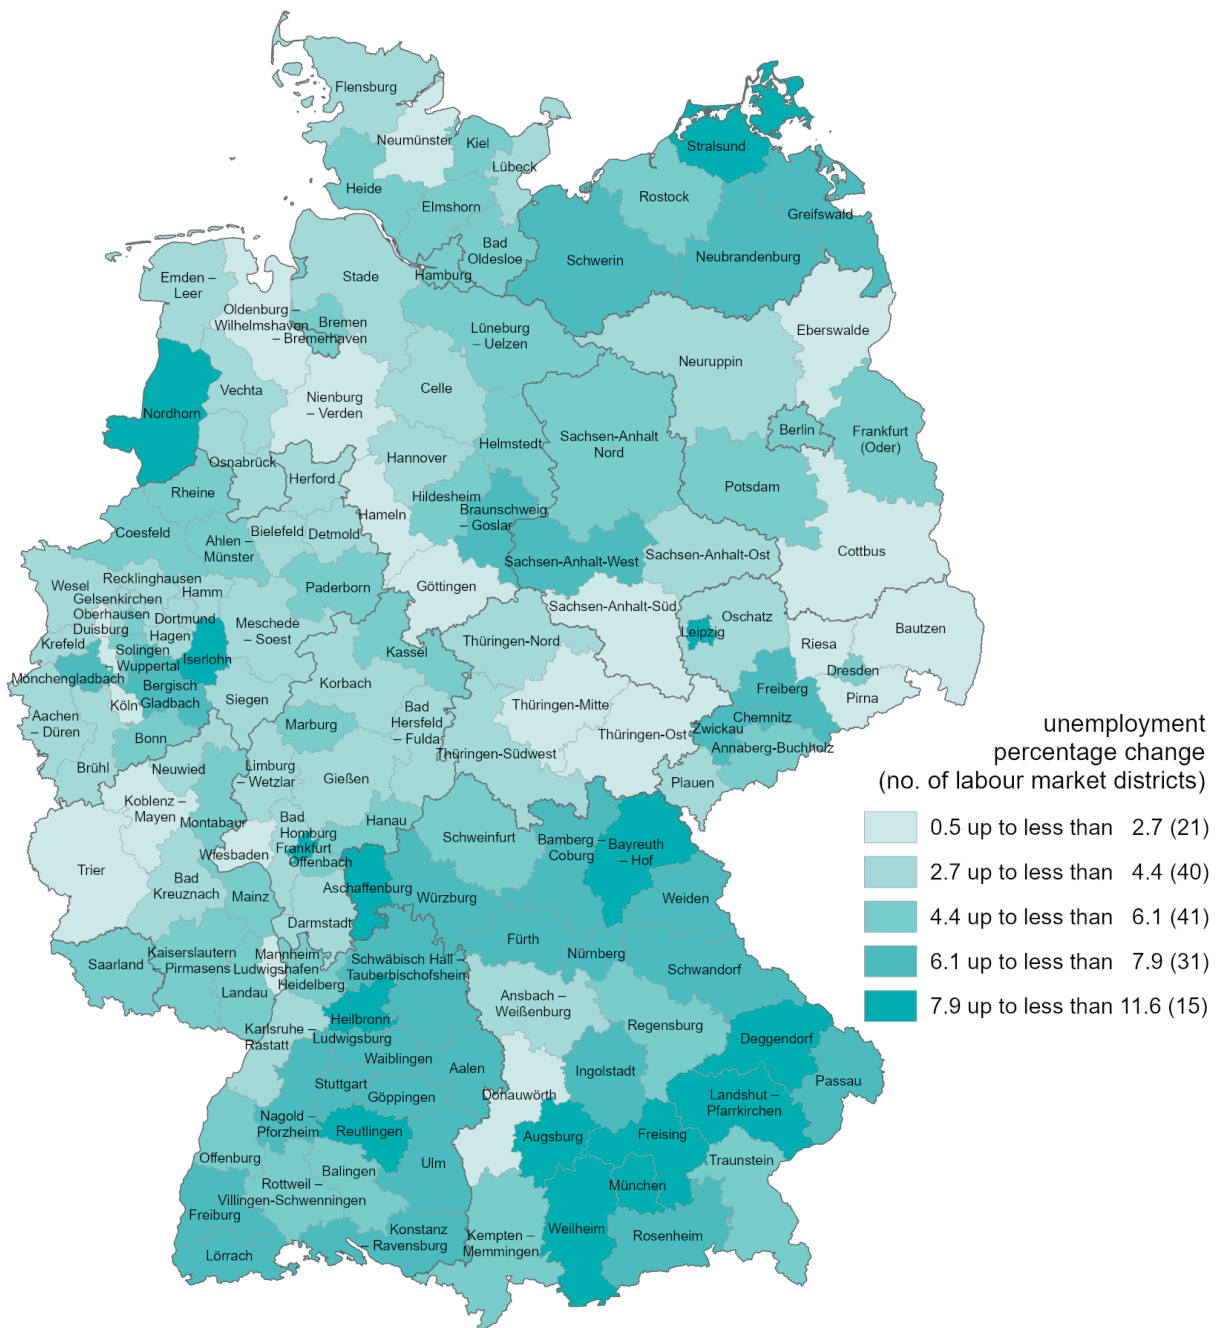 Flensburg
Neumünster
Kiel
Lübeck
Stralsund
Heide
Elmshorn
Rostock
Greifswald
Bad
Oldesloe
Schwerin
Neubrandenburg
Hamburg
Stade
Emden –
Leer
Oldenburg –
Wilhelmshaven
Bremen
– Bremerhaven
Lüneburg
– Uelzen
Eberswalde
Neuruppin
Vechta
Celle
Nienburg
– Verden
Nordhorn
Berlin
Frankfurt
(Oder)
Helmstedt
Sachsen-Anhalt
Nord
Hannover
Osnabrück
Herford
Rheine
Hildesheim
Potsdam
Braunschweig
– Goslar
Hameln
Coesfeld
Bielefeld
Detmold
Ahlen –
Münster
Sachsen-Anhalt-West
Sachsen-Anhalt-Ost
Cottbus
Wesel
Recklinghausen
Gelsenkirchen
Hamm
Paderborn
Göttingen
Sachsen-Anhalt-Süd
Oberhausen
Dortmund
Duisburg
Hagen
Meschede
– Soest
Oschatz
Leipzig
Bautzen
Krefeld
Solingen
– Wuppertal
Iserlohn
Kassel
Thüringen-Nord
Riesa
Mönchengladbach
Bergisch
Gladbach
Korbach
Dresden
Freiberg
Pirna
Köln
Siegen
Bad
Hersfeld
– Fulda
Thüringen-Mitte
Aachen
– Düren
Marburg
Chemnitz
Zwickau
Thüringen-Ost
Bonn
Annaberg-Buchholz
Thüringen-Südwest
Brühl
Neuwied
Limburg
– Wetzlar
Gießen
Plauen
Koblenz –
Mayen
Montabaur
Bad
Homburg
Hanau
Schweinfurt
Bamberg –
Coburg
Bayreuth
– Hof
Frankfurt
Wiesbaden
Offenbach
Trier
Bad
Kreuznach
Mainz
Aschaffenburg
Würzburg
Weiden
Darmstadt
Fürth
Nürnberg
Kaiserslautern
Pirmasens
Mannheim
Ludwigshafen
Heidelberg
Saarland
Schwäbisch Hall –
Tauberbischofsheim
Schwandorf
Landau
Ansbach –
Weißenburg
Heilbronn
Karlsruhe –
Rastatt
Regensburg
Ludwigsburg
Deggendorf
Waiblingen
Aalen
Ingolstadt
Passau
Stuttgart
Göppingen
Donauwörth
Landshut –
Pfarrkirchen
Nagold –
Pforzheim
Reutlingen
Augsburg
Freising
Offenburg
Balingen
Ulm
Traunstein
Rottweil –
Villingen-Schwenningen
München
Freiburg
Konstanz
– Ravensburg
Kempten –
Memmingen
Weilheim
Rosenheim
Lörrach
unemployment
percentage change
(no. of labour market districts)
0.5 up to less than 2.7 (21)
2.7 up to less than 4.4 (40)
4.4 up to less than 6.1 (41)
6.1 up to less than 7.9 (31)
7.9 up to less than 11.6 (15)